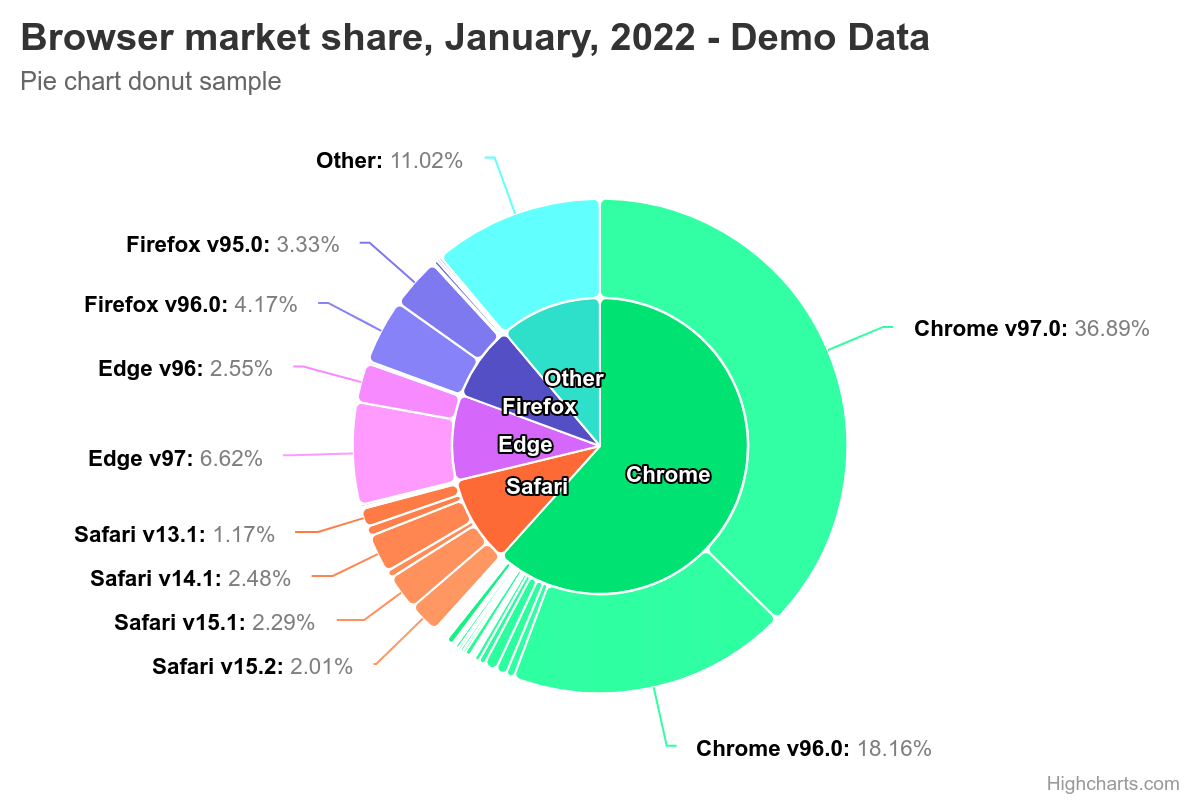 Browser market share, January, 2022 - Demo Data
Pie chart donut sample
Other: 11.02%
Firefox v95.0: 3.33%
Firefox v96.0: 4.17%
Chrome v97.0: 36.89%
Edge v96: 2.55%
Other
Firefox
Edge v97: 6.62%
Edge
Chrome
Safari
Safari v13.1: 1.17%
Safari v14.1: 2.48%
Safari v15.1: 2.29%
Safari v15.2: 2.01%
Chrome v96.0: 18.16%
Highcharts.com